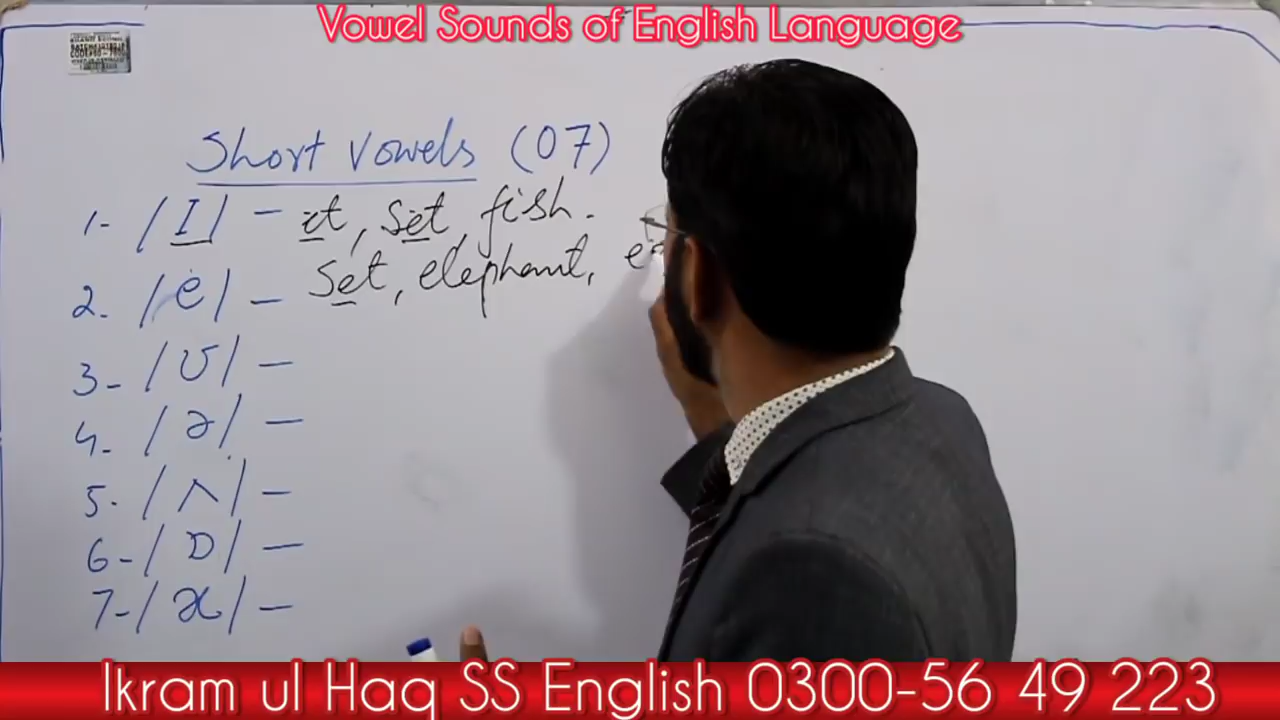 Vowel Sounds of English Language
Short Vowels (07)
1- /I/ - it, Set, fish.
2. /e/ - Set, elephant,
3- /ʊ/ -
4. /ə/ -
5- /ʌ/ -
6- /ɒ/ -
7- /æ/ -
Ikram ul Haq SS English 0300-56 49 223